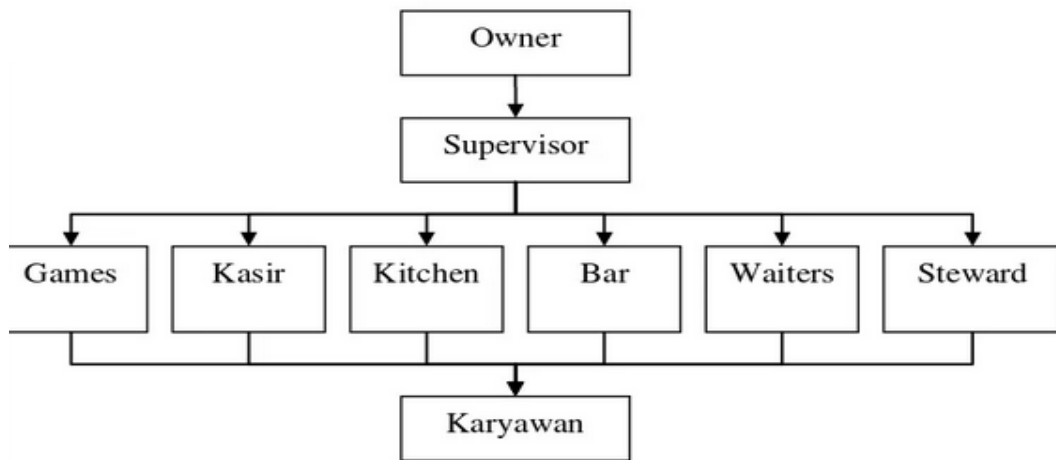 Owner
Supervisor
Games
Kasir
Kitchen
Bar
Waiters
Steward
Karyawan